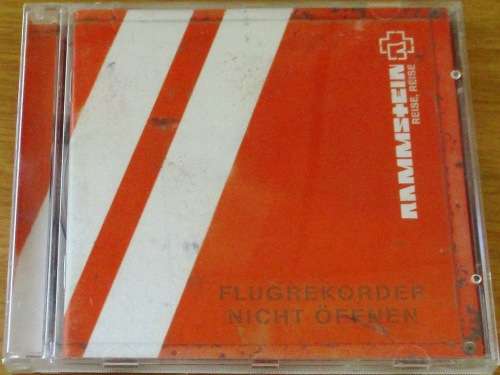 RAMMSTEIN
REISE, REISE
FLUGREKORDER
NICHT ÖFFNEN